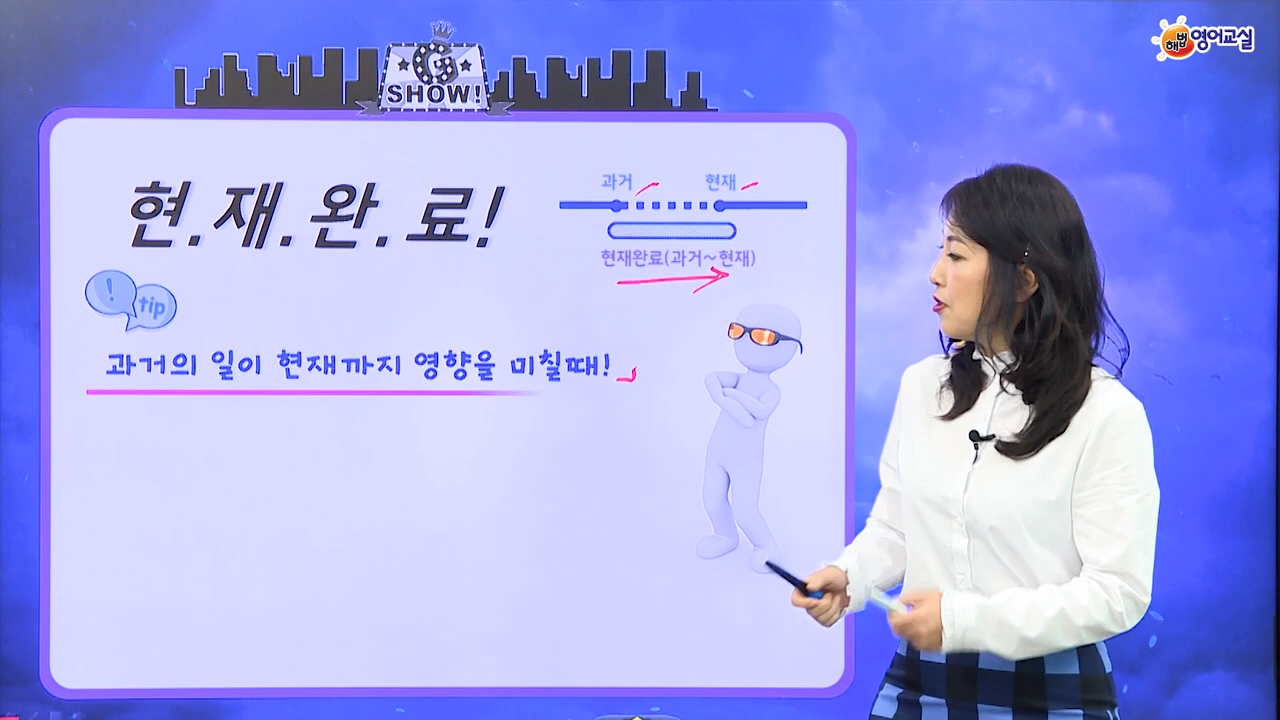 해법영어교실
G
SHOW!
현.재.완.료!
과거 현재
현재완료(과거~현재)
! tip
과거의 일이 현재까지 영향을 미칠때!